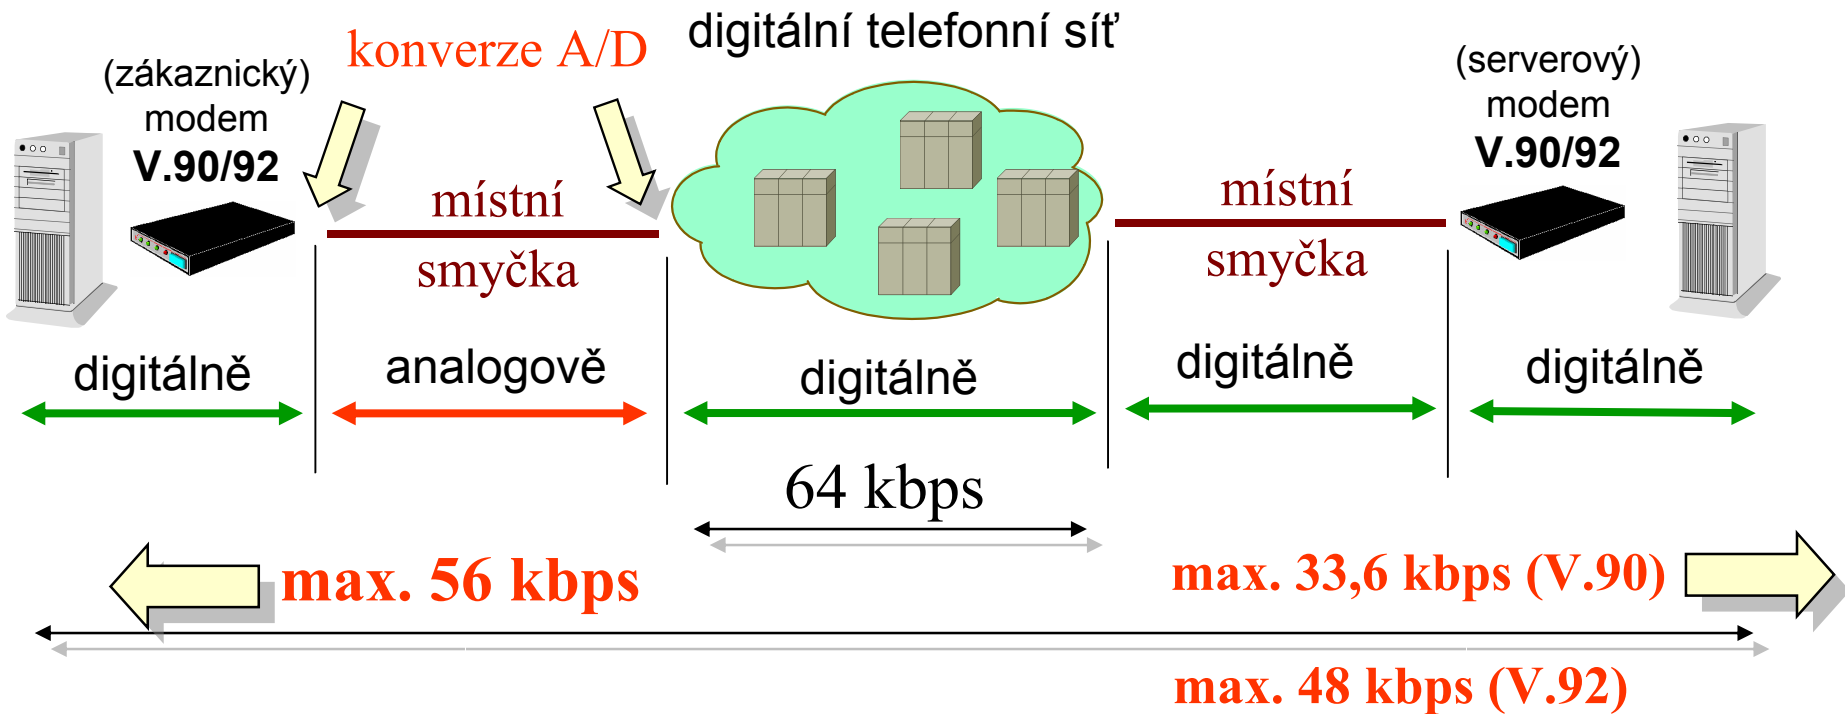 digitální telefonní síť
konverze A/D
(zákaznický)
modem
V.90/92
(serverový)
modem
V.90/92
místní
smyčka
místní
smyčka
digitálně
analogově
digitálně
digitálně
digitálně
64 kbps
max. 56 kbps
max. 33,6 kbps (V.90)
max. 48 kbps (V.92)